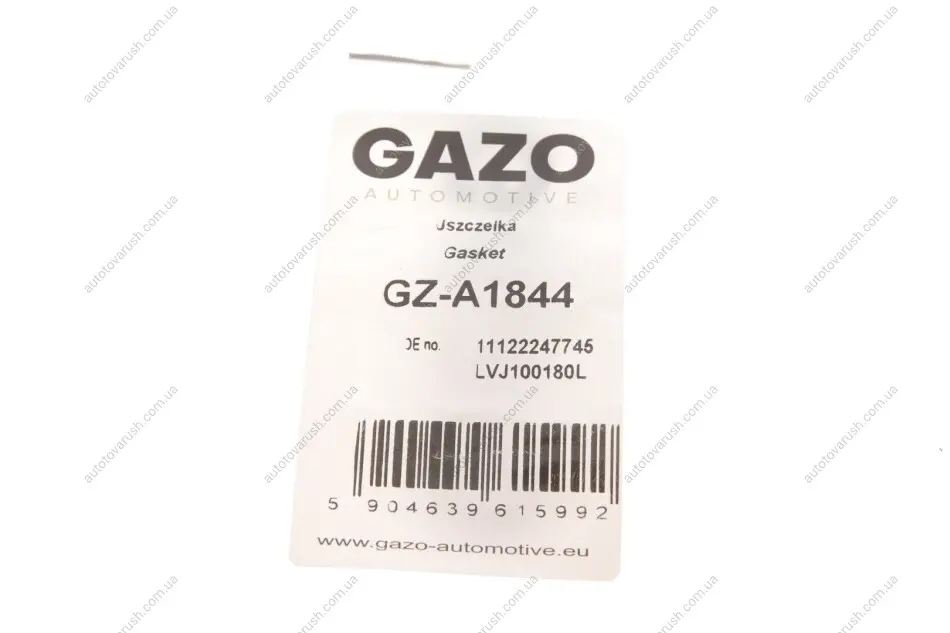 GAZO
AUTOMOTIVE
Uszczelka
Gasket
GZ-A1844
OE no. 11122247745
LVJ100180L
5 904639 615992
www.gazo-automotive.eu
autotovarush.com.ua